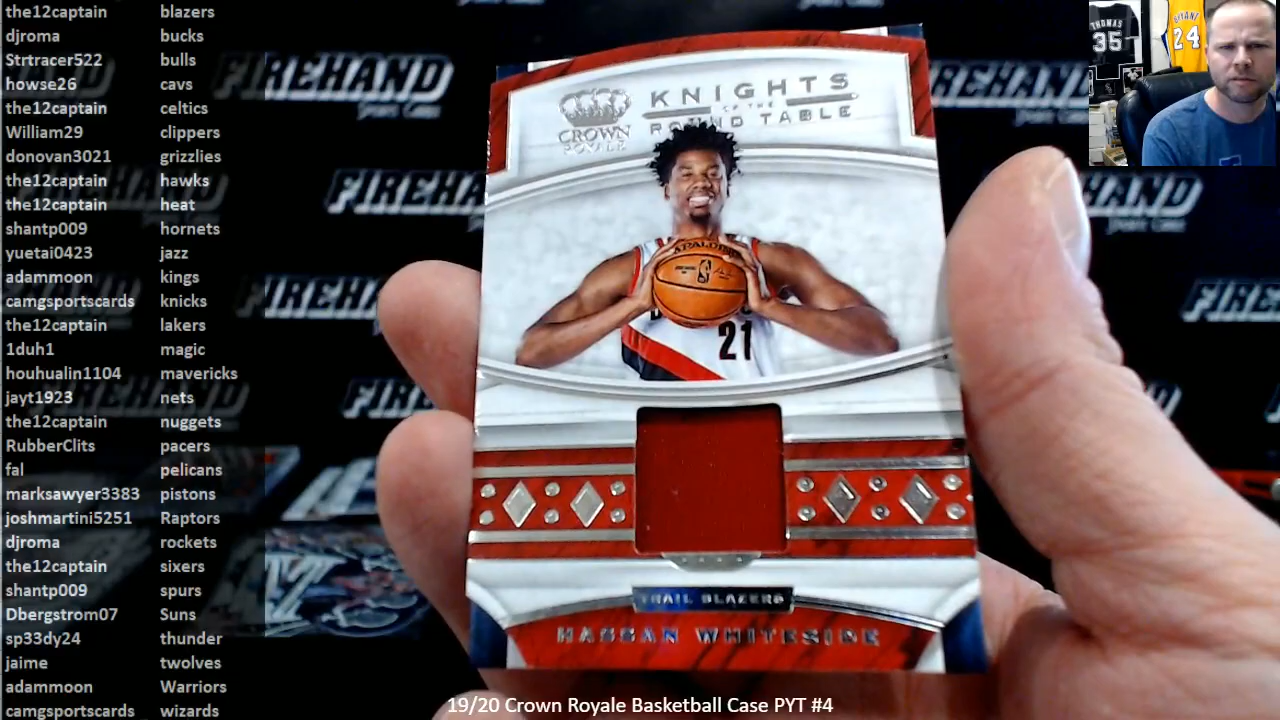 the12captain blazers
djroma bucks
Strtracer522 bulls
howse26 cavs
the12captain celtics
William29 clippers
donovan3021 grizzlies
the12captain hawks
the12captain heat
shantp009 hornets
yuetai0423 jazz
adammoon kings
camgsportscards knicks
the12captain lakers
1duh1 magic
houhualin1104 mavericks
jayt1923 nets
the12captain nuggets
RubberClits pacers
fal pelicans
marksawyer3383 pistons
joshmartini5251 Raptors
djroma rockets
the12captain sixers
shantp009 spurs
Dbergstrom07 Suns
sp33dy24 thunder
jaime twolves
adammoon Warriors
camgsportscards wizards
FIREHAND
FIREHAND
FIREHAND
CROWN ROYALE
KNIGHTS
OF THE
ROUND TABLE
SPALDING
21
TRAIL BLAZERS
HASSAN WHITESIDE
THOMAS
35
BRYANT
24
19/20 Crown Royale Basketball Case PYT #4